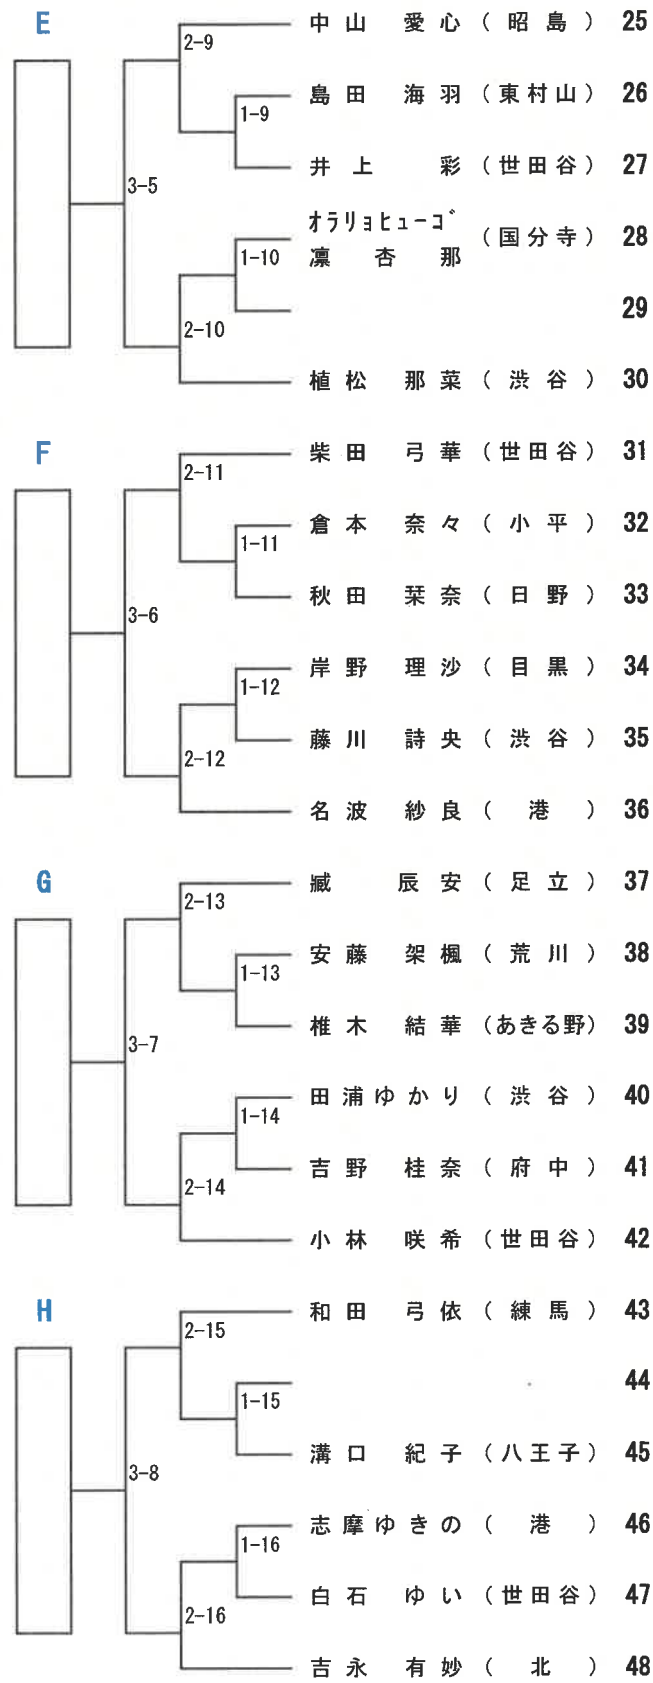 E
中山 愛心 (昭島) 25
2-9
島田 海羽 (東村山) 26
1-9
井上 彩 (世田谷) 27
3-5
オラリョヒューゴ
凛杏那 (国分寺) 28
1-10
29
2-10
植松 那菜 (渋谷) 30
F
柴田 弓華 (世田谷) 31
2-11
倉本 奈々 (小平) 32
1-11
秋田 栞奈 (日野) 33
3-6
岸野 理沙 (目黒) 34
1-12
藤川 詩央 (渋谷) 35
2-12
名波 紗良 (港) 36
G
臧 辰安 (足立) 37
2-13
安藤 架楓 (荒川) 38
1-13
椎木 結華 (あきる野) 39
3-7
田浦ゆかり (渋谷) 40
1-14
吉野 桂奈 (府中) 41
2-14
小林 咲希 (世田谷) 42
H
和田 弓依 (練馬) 43
2-15
44
1-15
溝口 紀子 (八王子) 45
3-8
志摩ゆきの (港) 46
1-16
白石 ゆい (世田谷) 47
2-16
吉永 有妙 (北) 48